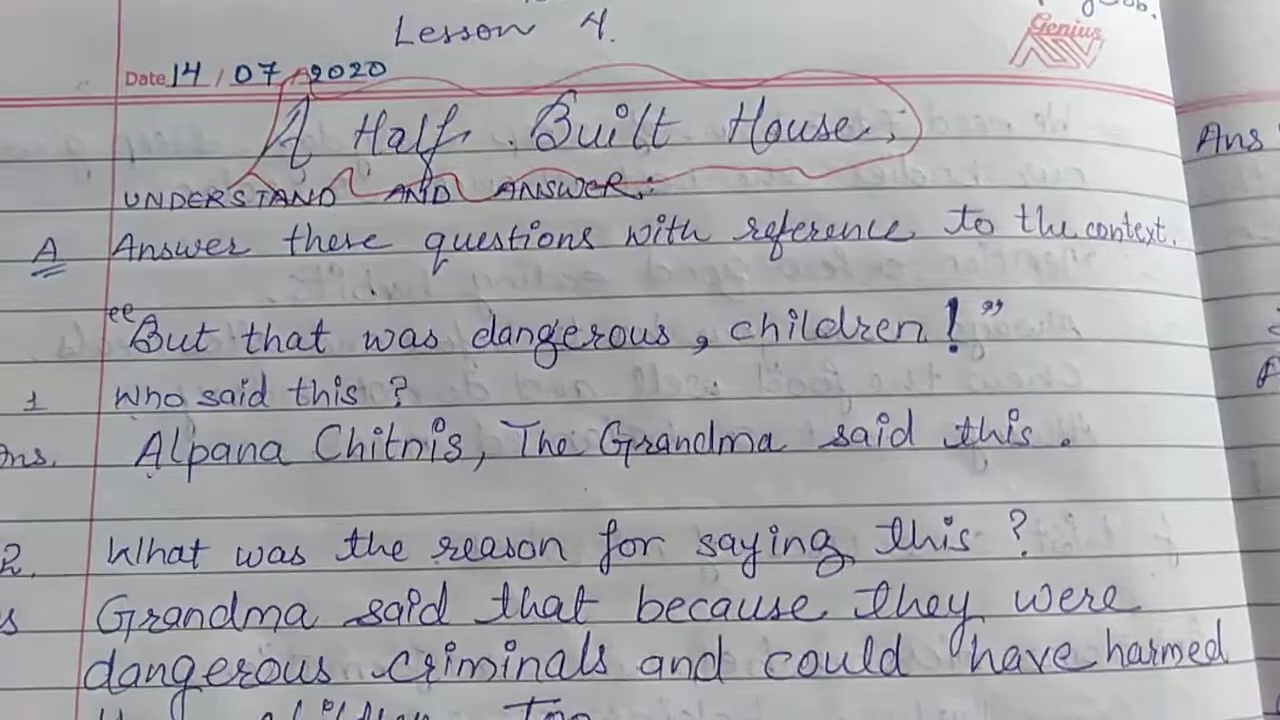 Lesson 4.
Genius
Date 14/07/2020
A Half Built House:
UNDERSTAND AND ANSWER:
A Answer these questions with reference to the context.
"But that was dangerous, children!"
1 Who said this?
Ans. Alpana Chitnis, The Grandma said this.
2. What was the reason for saying this?
Grandma said that because they were
dangerous criminals and could have harmed
Ans